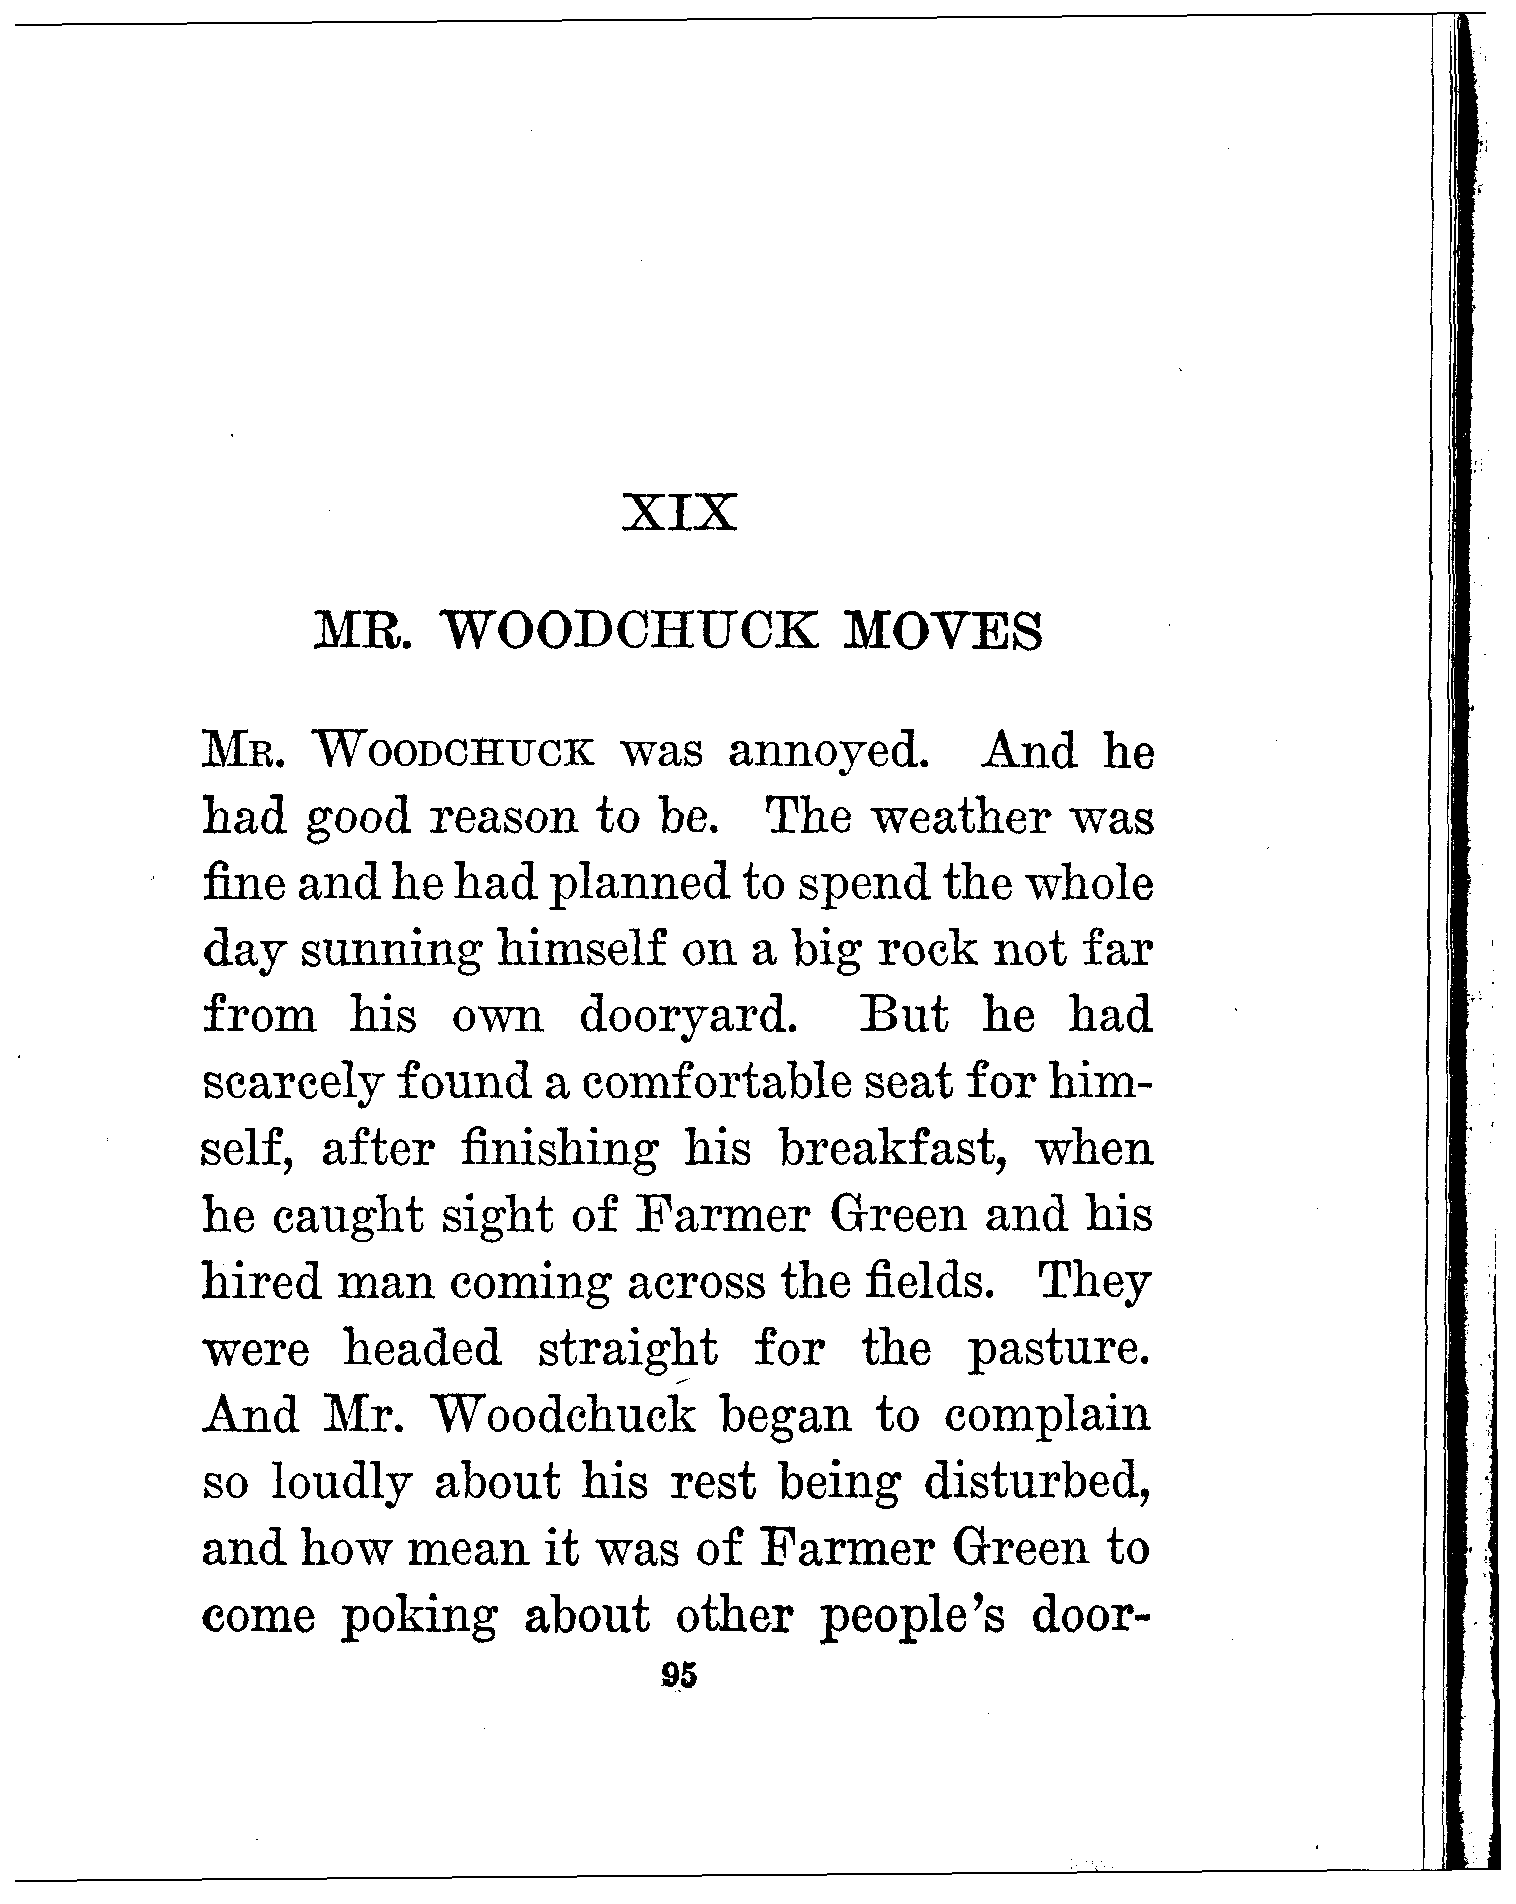 XIX
MR. WOODCHUCK MOVES
MR. WOODCHUCK was annoyed. And he
had good reason to be. The weather was
fine and he had planned to spend the whole
day sunning himself on a big rock not far
from his own dooryard. But he had
scarcely found a comfortable seat for him-
self, after finishing his breakfast, when
he caught sight of Farmer Green and his
hired man coming across the fields. They
were headed straight for the pasture.
And Mr. Woodchuck began to complain
so loudly about his rest being disturbed,
and how mean it was of Farmer Green to
come poking about other people's door-
95